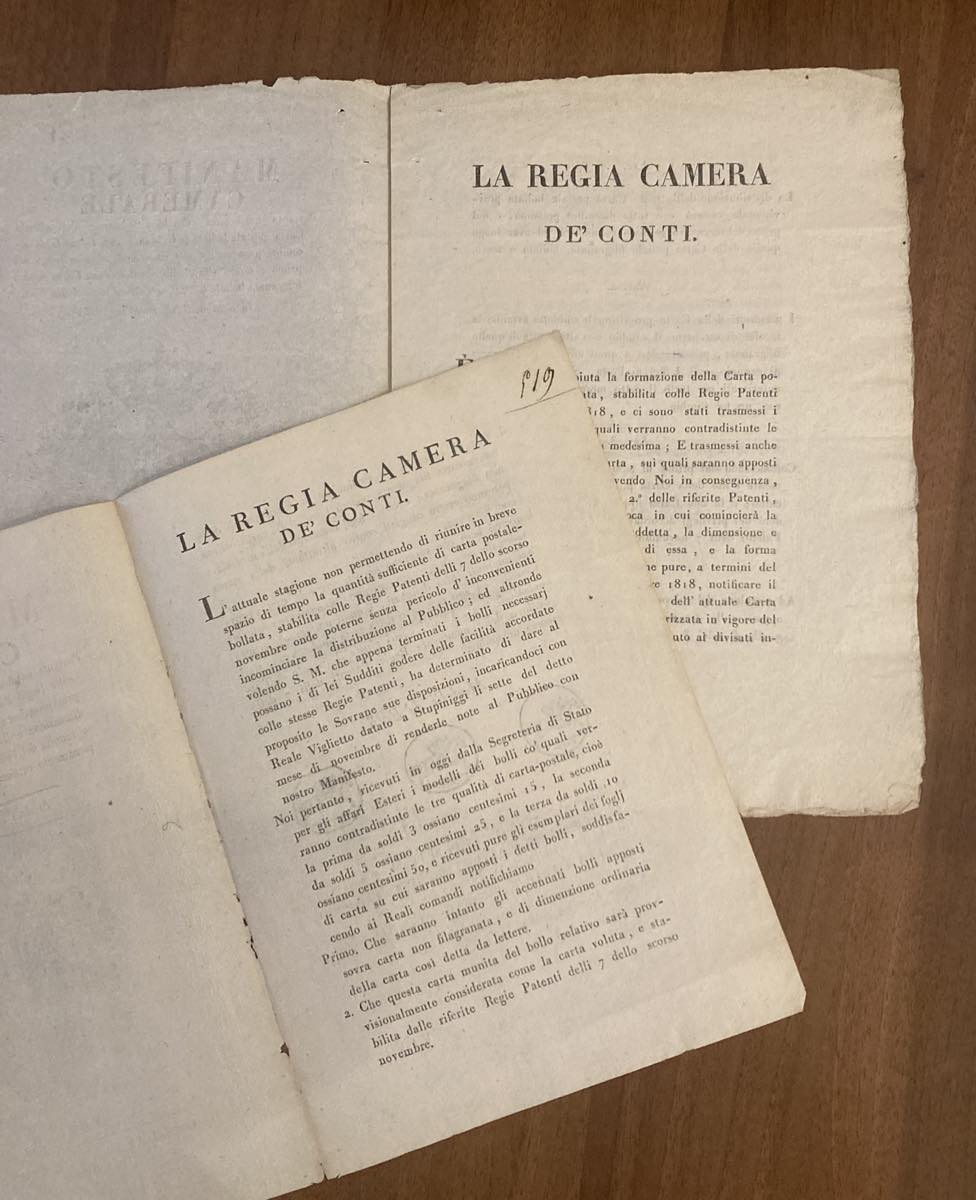 LA REGIA CAMERA
DE' CONTI.
È
piuta la formazione della Carta po-
ata, stabilita colle Regie Patenti
818, e ci sono stati trasmessi i
quali verranno contradistinte le
medesima; E trasmessi anche
arta, sui quali saranno apposti
vendo Noi in conseguenza,
2.° delle riferite Patenti,
oca in cui comincierà la
ddetta, la dimensione e
di essa, e la forma
me pure, a termini del
re 1818, notificare il
dell' attuale Carta
rizzata in vigore del
ato al divisati in-
519
LA REGIA CAMERA
DE' CONTI.
L' attuale stagione non permettendo di riunire in breve
spazio di tempo la quantità sufficiente di carta postale-
bollata, stabilita colle Regie Patenti delli 7 dello scorso
novembre onde poterne senza pericolo d' inconvenienti
incominciare la distribuzione al Pubblico; ed altronde
volendo S. M. che appena terminati i bolli necessarj
possano i di lei Sudditi godere delle facilità accordate
colle stesse Regie Patenti, ha determinato di dare al
proposito le Sovrane sue disposizioni, incaricandoci con
Reale Viglietto datato a Stupiniggi li sette del detto
mese di novembre di renderle note al Pubblico con
nostro Manifesto.
Noi pertanto, ricevuti in oggi dalla Segreteria di Stato
per gli affari Esteri i modelli dei bolli co' quali ver-
ranno contradistinte le tre qualità di carta-postale, cioè
la prima da soldi 3 ossiano centesimi 15, la seconda
da soldi 5 ossiano centesimi 25, e la terza da soldi 10
ossiano centesimi 50, e ricevuti pure gli esemplari dei foglj
di carta su cui saranno apposti i detti bolli, soddisfa-
cendo ai Reali comandi notifichiamo
Primo. Che saranno intanto gli accennati bolli apposti
sovra carta non filagranata, e di dimenzione ordinaria
della carta così detta da lettere.
2. Che questa carta munita del bollo relativo sarà prov-
visionalmente considerata come la carta voluta, e sta-
bilita dalle riferite Regie Patenti delli 7 dello scorso
novembre.